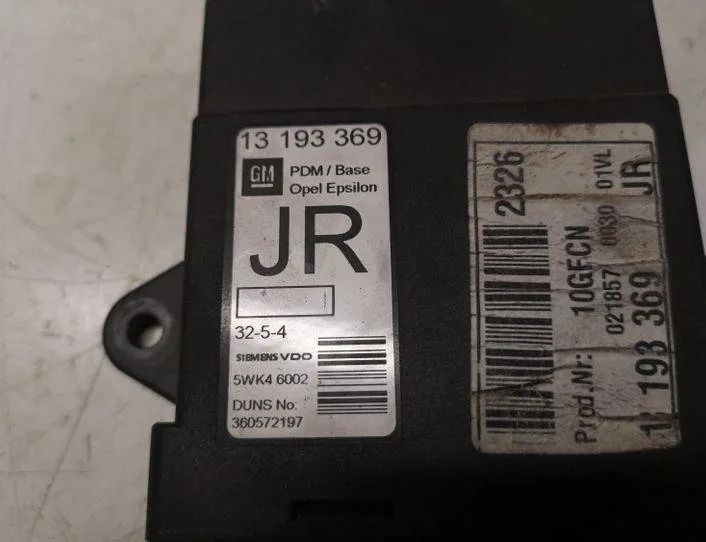 13 193 369
GM
PDM / Base
Opel Epsilon
JR
32-5-4
SIEMENS VDO
5WK4 6002
DUNS No:
360572197
2326
Prod.Nr: 10GFCN
021857 0030 01VL
13 193 369 JR